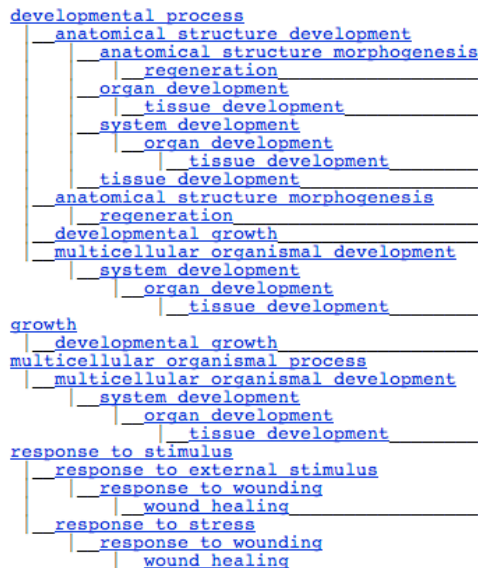 developmental process
anatomical structure development
anatomical structure morphogenesis
regeneration
organ development
tissue development
system development
organ development
tissue development
tissue development
anatomical structure morphogenesis
regeneration
developmental growth
multicellular organismal development
system development
organ development
tissue development
growth
developmental growth
multicellular organismal process
multicellular organismal development
system development
organ development
tissue development
response to stimulus
response to external stimulus
response to wounding
wound healing
response to stress
response to wounding
wound healing